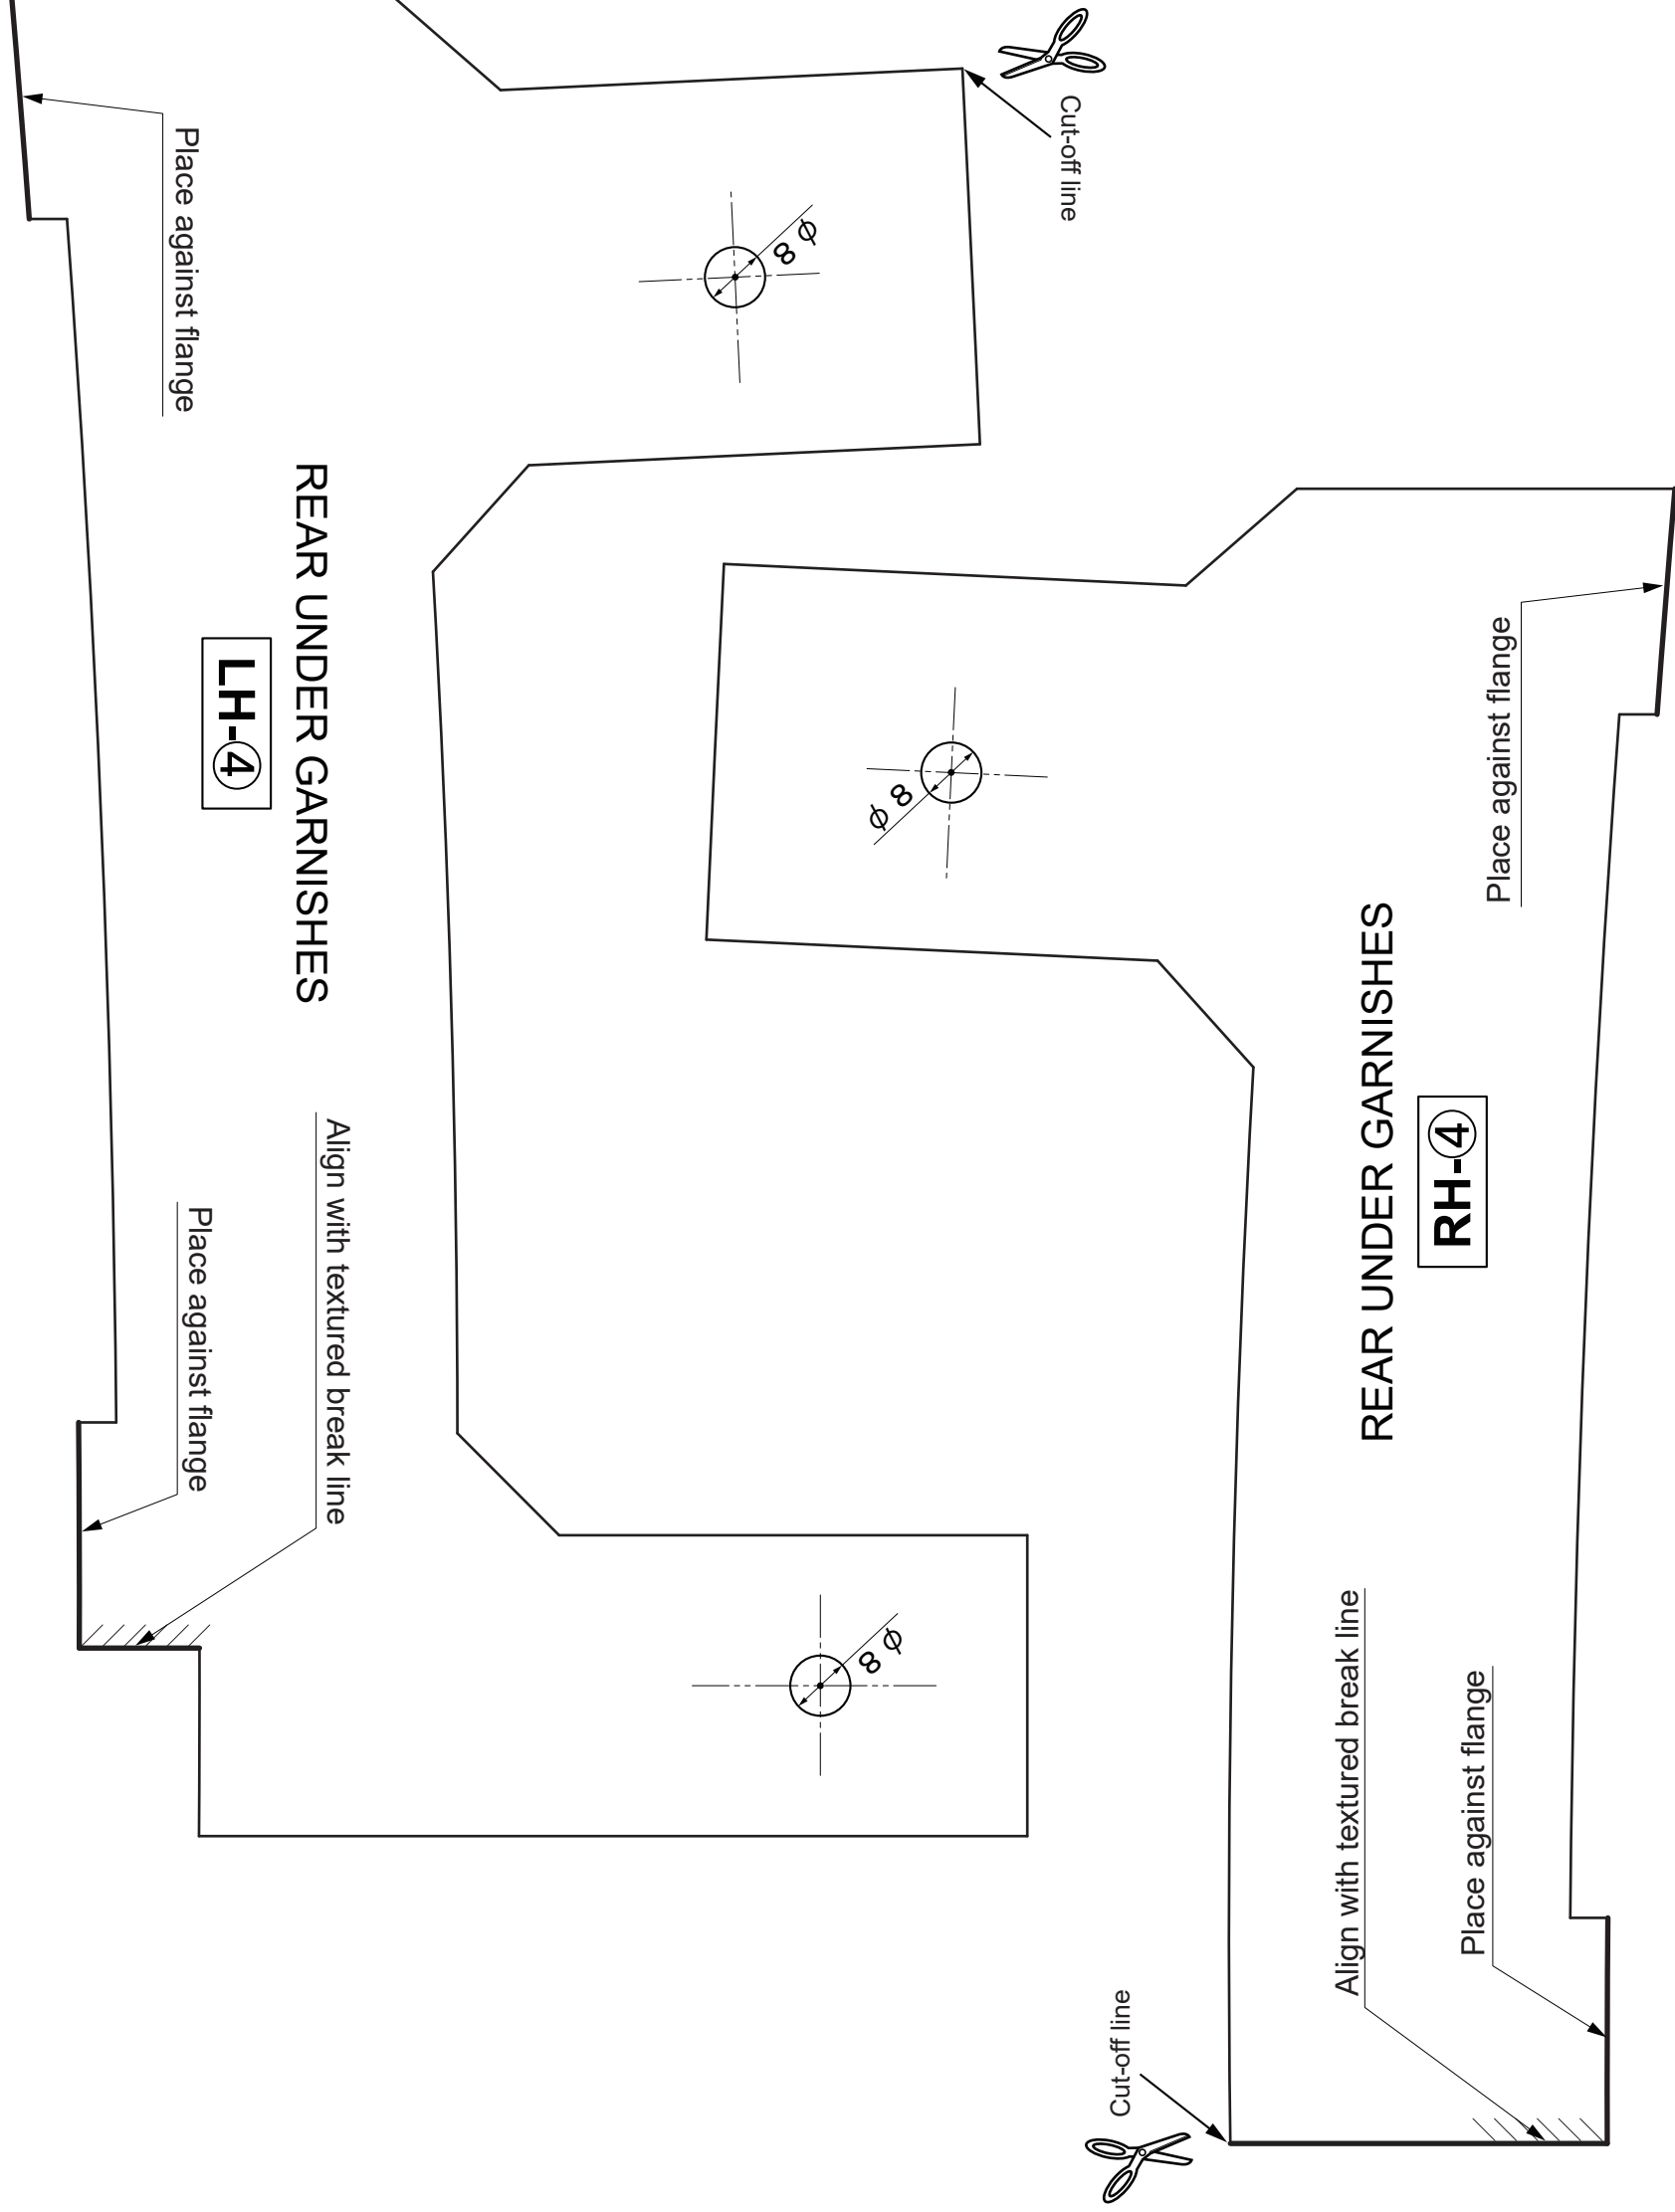 Cut-off line
Place against flange
⌀ 8
REAR UNDER GARNISHES
LH-④
Align with textured break line
Place against flange
⌀ 8
Place against flange
⌀ 8
REAR UNDER GARNISHES
RH-④
Align with textured break line
Place against flange
Cut-off line